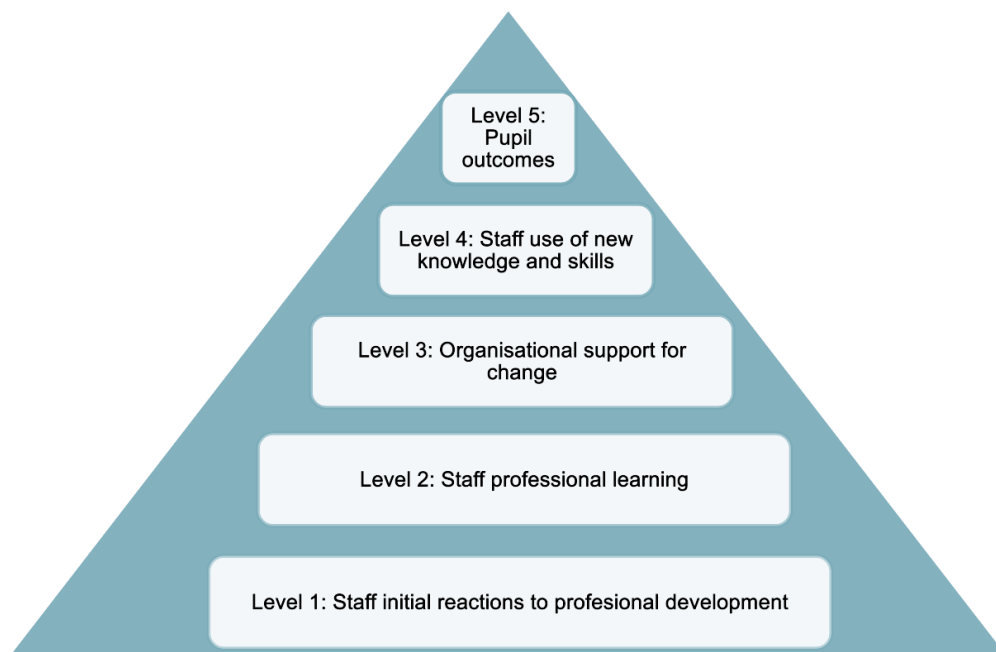 Level 5:
Pupil
outcomes
Level 4: Staff use of new
knowledge and skills
Level 3: Organisational support for
change
Level 2: Staff professional learning
Level 1: Staff initial reactions to profesional development